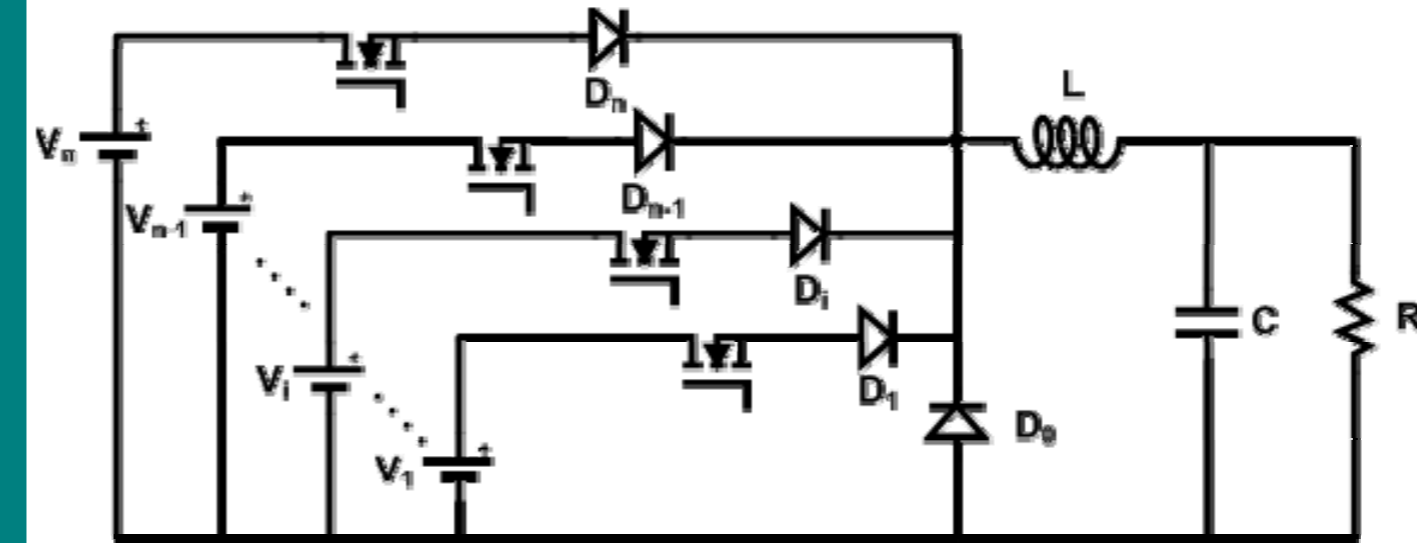 Dn
L
Vn
+
Dn-1
Vn-1
+
Di
C
R
Vi
+
D1
D0
V1
+